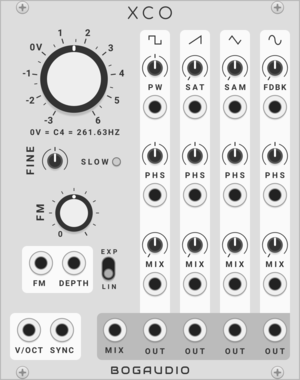 XCO
1 2
0V 3
-1 4
-2 5
-3 6
0V = C4 = 261.63HZ
FINE
SLOW
FM
0
EXP
LIN
FM DEPTH
V/OCT SYNC
PW SAT SAM FDBK
PHS PHS PHS PHS
MIX MIX MIX MIX
MIX OUT OUT OUT OUT
BOGAUDIO